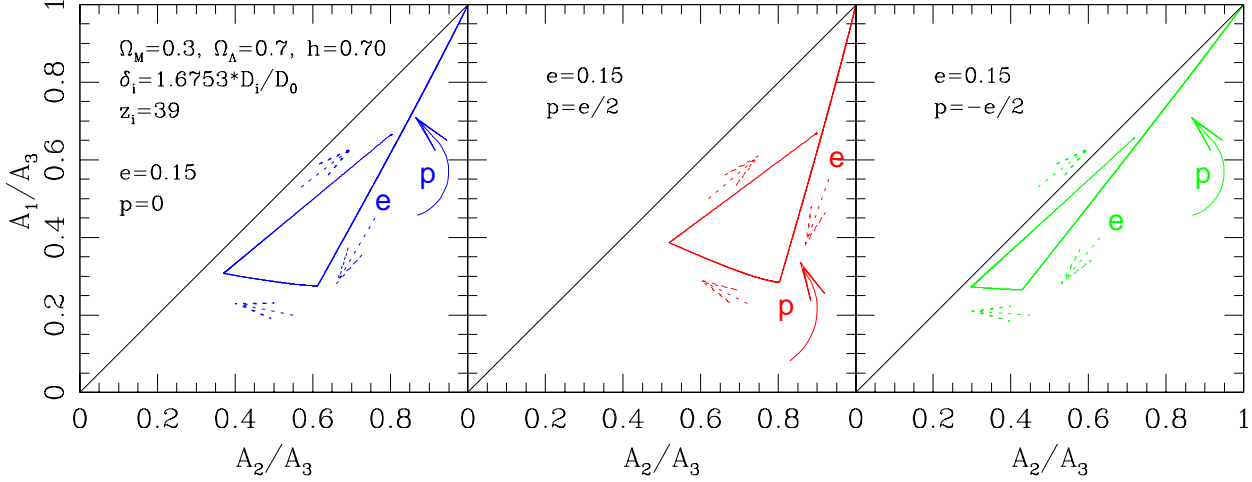 Ω_M=0.3, Ω_Λ=0.7, h=0.70
δ_i=1.6753*D_i/D_0
z_i=39
e=0.15
p=0
e
p
e=0.15
p=e/2
e
p
p
e=0.15
p=−e/2
e
p
A_1/A_3
1
0.8
0.6
0.4
0.2
0
0 0.2 0.4 0.6 0.8 0 0.2 0.4 0.6 0.8 0 0.2 0.4 0.6 0.8 1
A_2/A_3 A_2/A_3 A_2/A_3